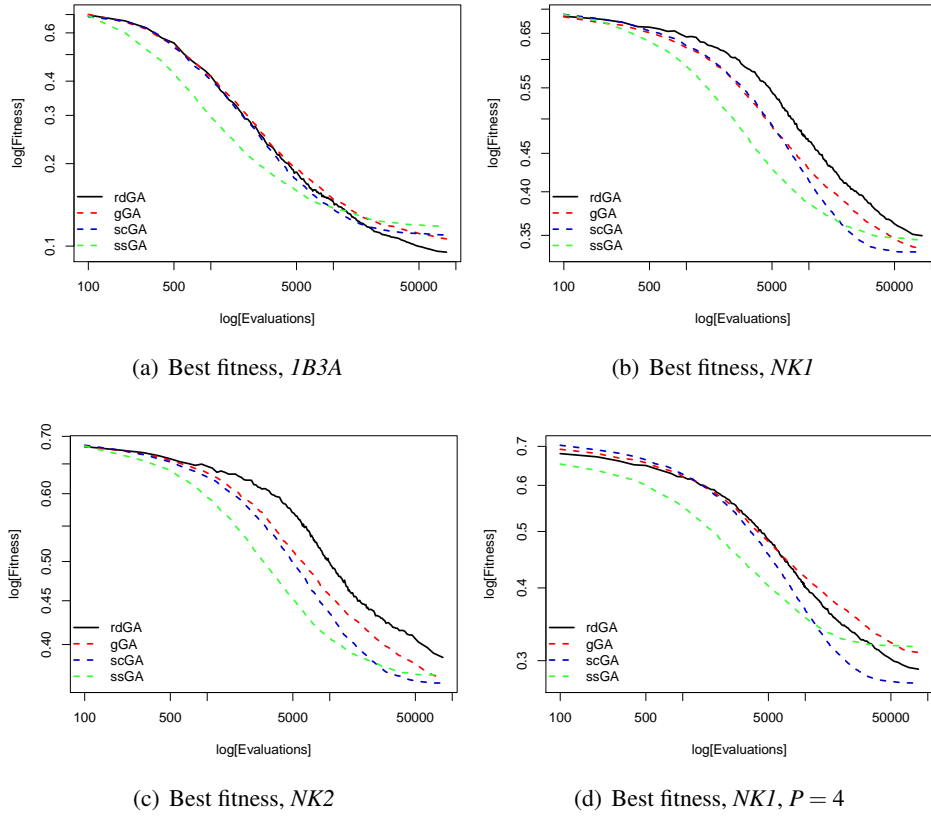 log[Fitness]
0.6
0.4
0.3
0.2
0.1
rdGA
gGA
scGA
ssGA
100 500 5000 50000
log[Evaluations]
(a) Best fitness, 1B3A
log[Fitness]
0.65
0.55
0.45
0.40
0.35
rdGA
gGA
scGA
ssGA
100 500 5000 50000
log[Evaluations]
(b) Best fitness, NK1
log[Fitness]
0.70
0.60
0.50
0.45
0.40
rdGA
gGA
scGA
ssGA
100 500 5000 50000
log[Evaluations]
(c) Best fitness, NK2
log[Fitness]
0.7
0.6
0.5
0.4
0.3
rdGA
gGA
scGA
ssGA
100 500 5000 50000
log[Evaluations]
(d) Best fitness, NK1, P = 4